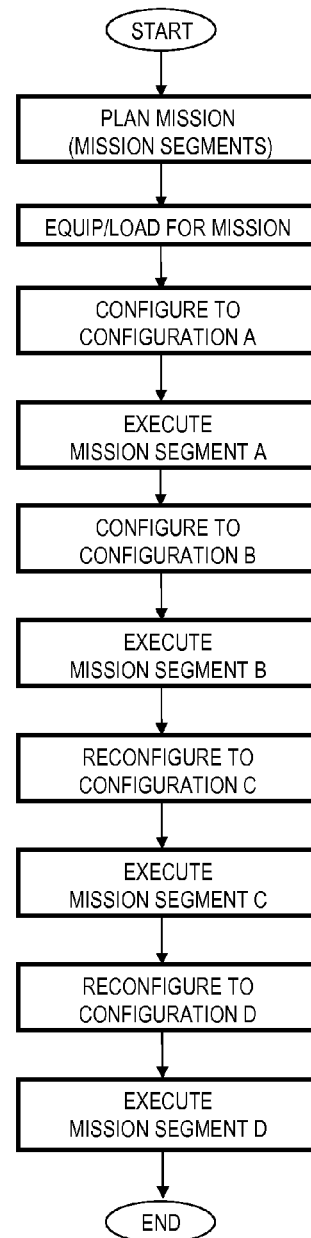 START
PLAN MISSION
(MISSION SEGMENTS)
EQUIP/LOAD FOR MISSION
CONFIGURE TO
CONFIGURATION A
EXECUTE
MISSION SEGMENT A
CONFIGURE TO
CONFIGURATION B
EXECUTE
MISSION SEGMENT B
RECONFIGURE TO
CONFIGURATION C
EXECUTE
MISSION SEGMENT C
RECONFIGURE TO
CONFIGURATION D
EXECUTE
MISSION SEGMENT D
END